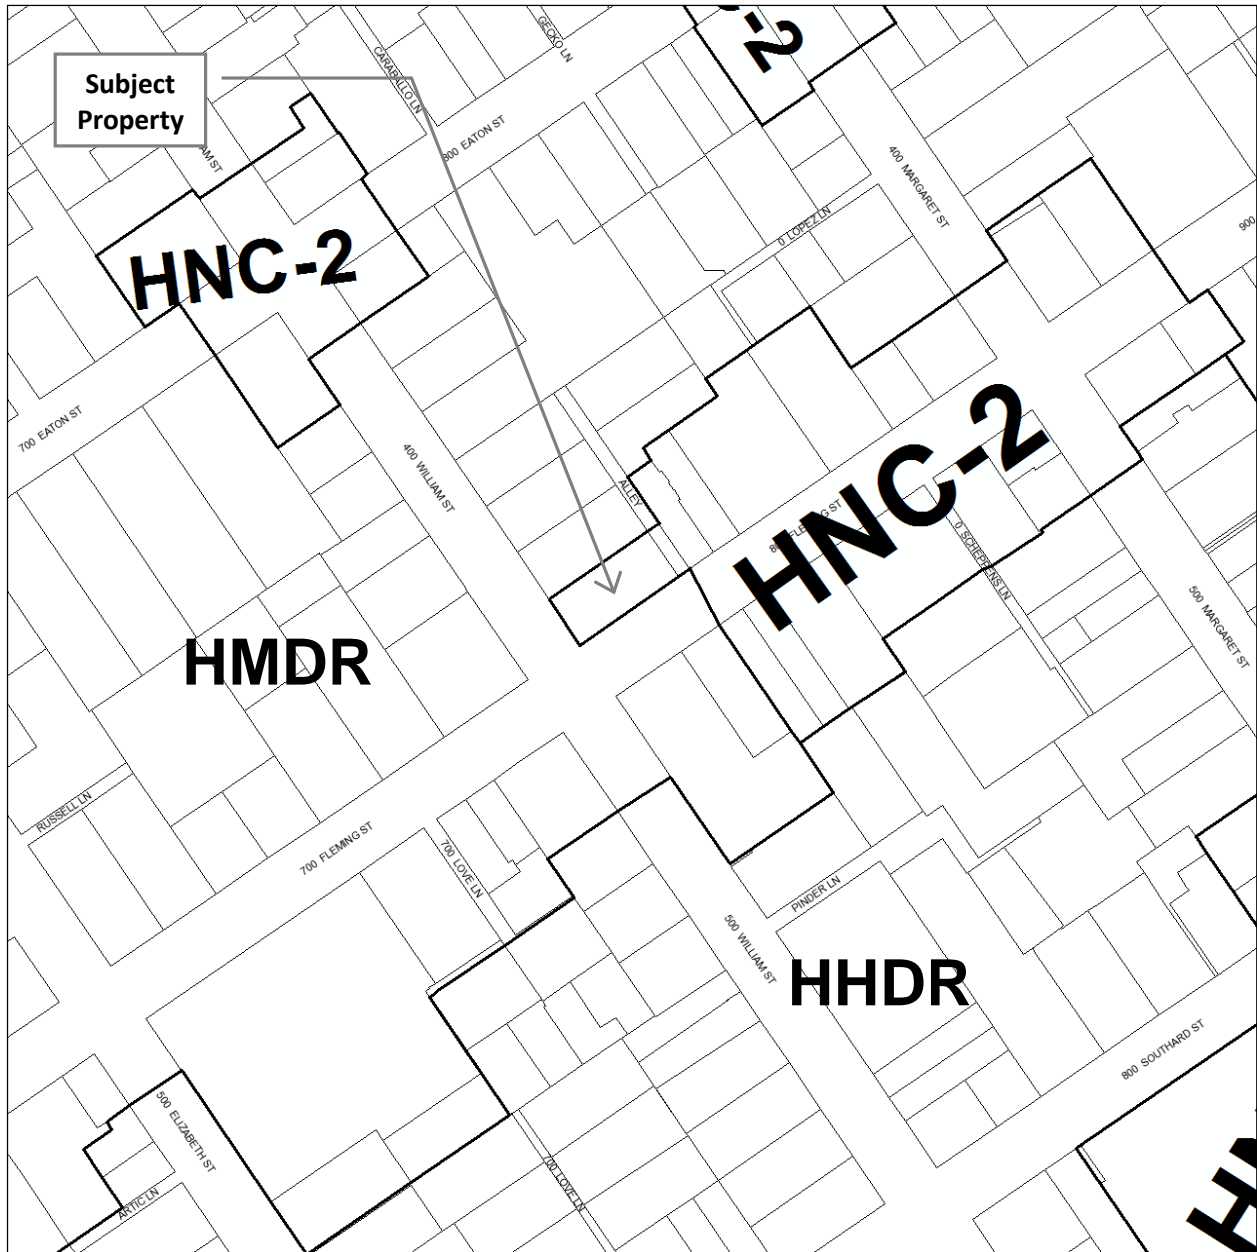 Subject
Property
CARABALLO LN
GECKO LN
C-2
AM ST
800 EATON ST
400 MARGARET ST
0 LOPEZ LN
900
HNC-2
700 EATON ST
400 WILLIAM ST
ALLEY
HNC-2
0 SCHEPPENS LN
500 MARGARET ST
HMDR
RUSSELL LN
700 FLEMING ST
700 LOVE LN
PINDER LN
500 WILLIAM ST
HHDR
800 SOUTHARD ST
500 ELIZABETH ST
ARTIC LN
700 LOVE LN